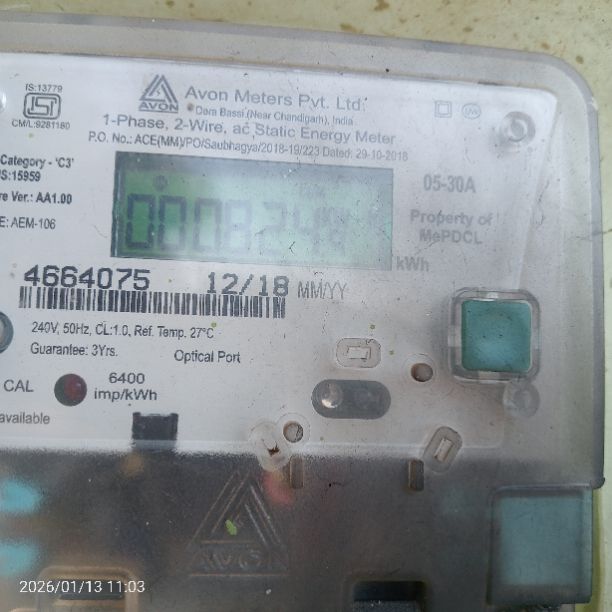 IS:13779
CM/L:9281160
AVON
Avon Meters Pvt. Ltd.
Dera Bassi (Near Chandigarh), India
1-Phase, 2-Wire, ac Static Energy Meter
P.O. No.: ACE(MM)/PO/Saubhagya/2018-19/223 Dated: 29-10-2018
Category - 'C3'
S:15959
re Ver.: AA1.00
E: AEM-106
05-30A
Property of
MePDCL
kWh
4664075 12/18 MM/YY
240V, 50Hz, CL:1.0, Ref. Temp. 27°C
Guarantee: 3Yrs.
Optical Port
CAL
6400
imp/kWh
available
AVON
2026/01/13 11:03